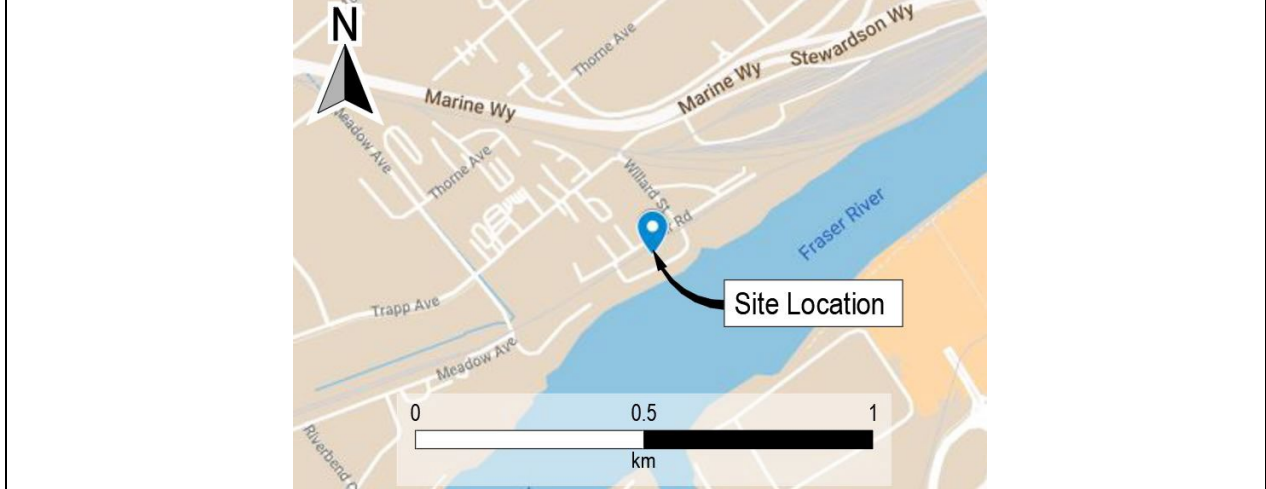 N
Thorne Ave
Stewardson Wy
Marine Wy
Marine Wy
Meadow Ave
Thorne Ave
Willard St
Rd
Fraser River
Site Location
Trapp Ave
Meadow Ave
0 0.5 1
km
Riverbend